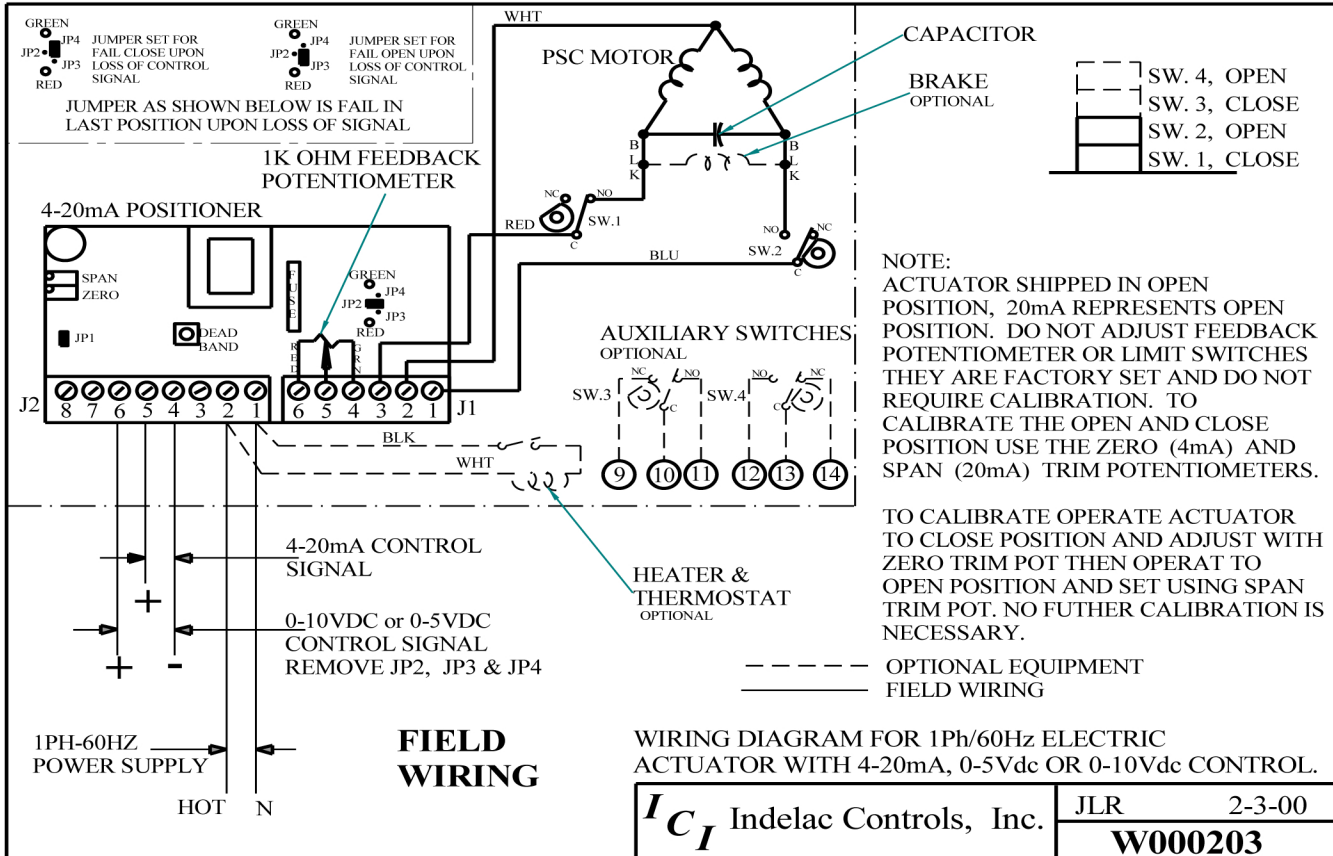 GREEN
JP4
JP2
JP3
RED
JUMPER SET FOR
FAIL CLOSE UPON
LOSS OF CONTROL
SIGNAL
GREEN
JP4
JP2
JP3
RED
JUMPER SET FOR
FAIL OPEN UPON
LOSS OF CONTROL
SIGNAL
JUMPER AS SHOWN BELOW IS FAIL IN
LAST POSITION UPON LOSS OF SIGNAL
WHT
PSC MOTOR
CAPACITOR
BRAKE
OPTIONAL
BLK
BLK
SW. 4, OPEN
SW. 3, CLOSE
SW. 2, OPEN
SW. 1, CLOSE
1K OHM FEEDBACK
POTENTIOMETER
4-20mA POSITIONER
RED
NC
NO
SW.1
C
BLU
NO
NC
SW.2
C
SPAN
ZERO
JP1
DEAD
BAND
FUSE
GREEN
JP4
JP2
JP3
RED
RED
GRN
J2
8 7 6 5 4 3 2 1
6 5 4 3 2 1
J1
BLK
WHT
AUXILIARY SWITCHES
OPTIONAL
NC
NO
SW.3
C
NO
NC
SW.4
C
9 10 11 12 13 14
NOTE:
ACTUATOR SHIPPED IN OPEN
POSITION, 20mA REPRESENTS OPEN
POSITION. DO NOT ADJUST FEEDBACK
POTENTIOMETER OR LIMIT SWITCHES
THEY ARE FACTORY SET AND DO NOT
REQUIRE CALIBRATION. TO
CALIBRATE THE OPEN AND CLOSE
POSITION USE THE ZERO (4mA) AND
SPAN (20mA) TRIM POTENTIOMETERS.
TO CALIBRATE OPERATE ACTUATOR
TO CLOSE POSITION AND ADJUST WITH
ZERO TRIM POT THEN OPERAT TO
OPEN POSITION AND SET USING SPAN
TRIM POT. NO FUTHER CALIBRATION IS
NECESSARY.
4-20mA CONTROL
SIGNAL
+
0-10VDC or 0-5VDC
CONTROL SIGNAL
REMOVE JP2, JP3 & JP4
+ -
HEATER &
THERMOSTAT
OPTIONAL
OPTIONAL EQUIPMENT
FIELD WIRING
1PH-60HZ
POWER SUPPLY
HOT N
FIELD
WIRING
WIRING DIAGRAM FOR 1Ph/60Hz ELECTRIC
ACTUATOR WITH 4-20mA, 0-5Vdc OR 0-10Vdc CONTROL.
ICI Indelac Controls, Inc.
JLR 2-3-00
W000203